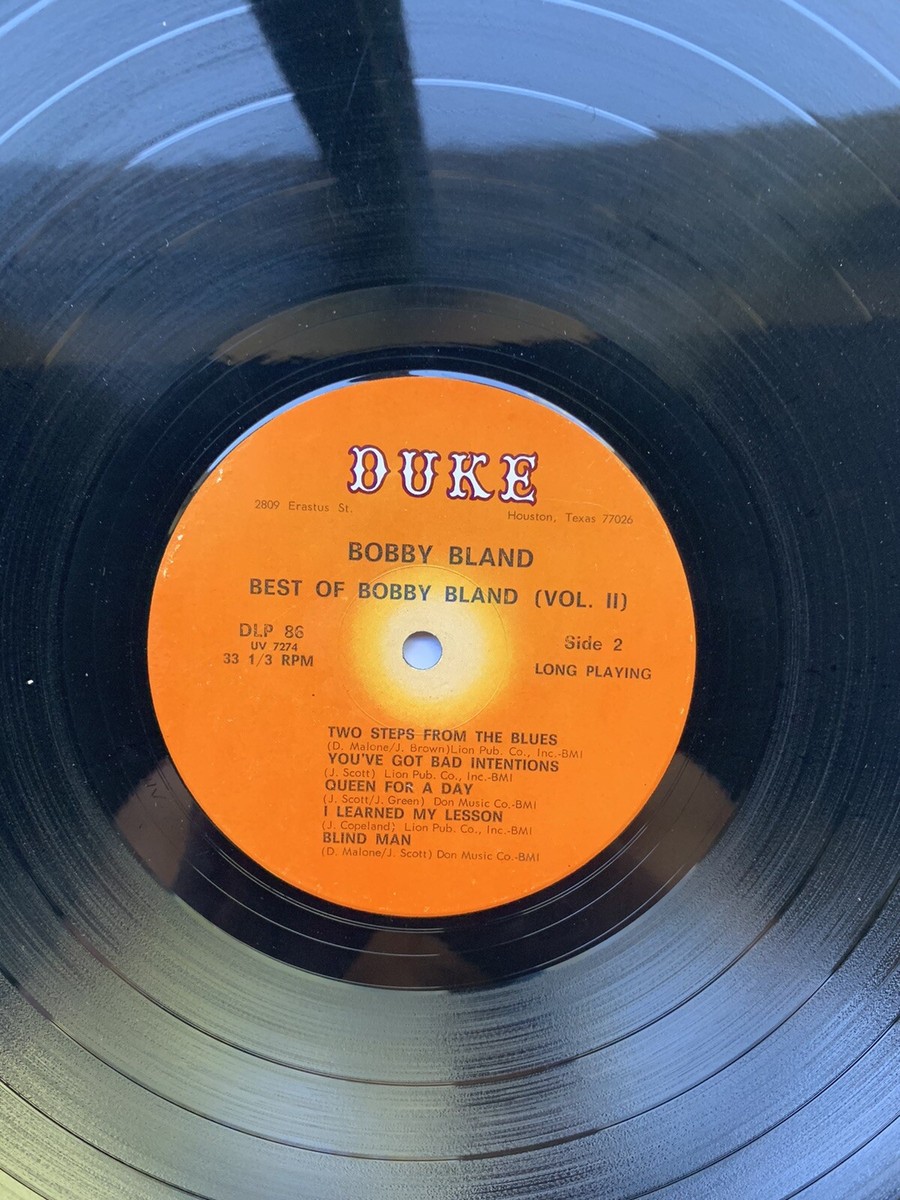 DUKE
2809 Erastus St.
Houston, Texas 77026
BOBBY BLAND
BEST OF BOBBY BLAND (VOL. II)
DLP 86
UV 7274
33 1/3 RPM
Side 2
LONG PLAYING
TWO STEPS FROM THE BLUES
(D. Malone/J. Brown)Lion Pub. Co., Inc.-BMI
YOU'VE GOT BAD INTENTIONS
(J. Scott) Lion Pub. Co., Inc.-BMI
QUEEN FOR A DAY
(J. Scott/J. Green) Don Music Co.-BMI
I LEARNED MY LESSON
(J. Copeland) Lion Pub. Co., Inc.-BMI
BLIND MAN
(D. Malone/J. Scott) Don Music Co.-BMI